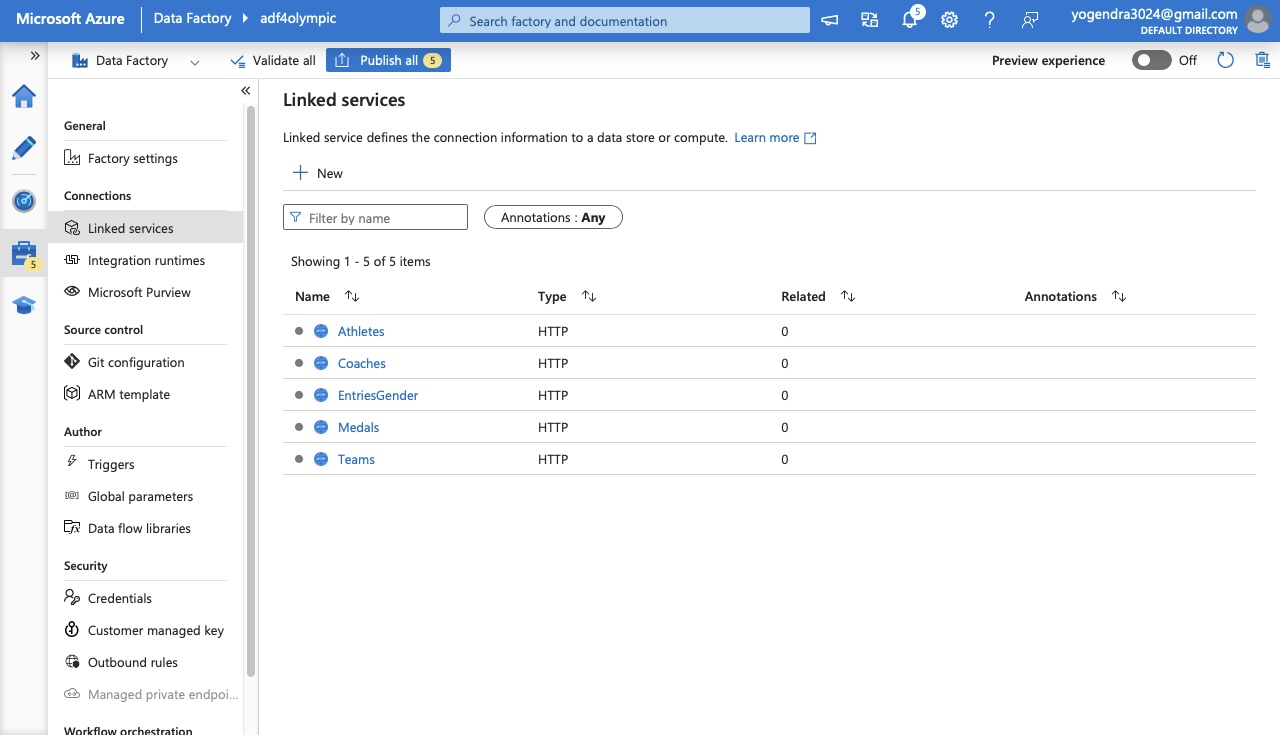 Microsoft Azure
Data Factory
adf4olympic
Search factory and documentation
5
yogendra3024@gmail.com
DEFAULT DIRECTORY
Data Factory
Validate all
Publish all 5
Preview experience
Off
5
General
Factory settings
Connections
Linked services
Integration runtimes
Microsoft Purview
Source control
Git configuration
ARM template
Author
Triggers
Global parameters
Data flow libraries
Security
Credentials
Customer managed key
Outbound rules
Managed private endpoi...
Workflow orchestration
Linked services
Linked service defines the connection information to a data store or compute. Learn more
New
Filter by name
Annotations : Any
Showing 1 - 5 of 5 items
Name Type Related Annotations
Athletes HTTP 0
Coaches HTTP 0
EntriesGender HTTP 0
Medals HTTP 0
Teams HTTP 0